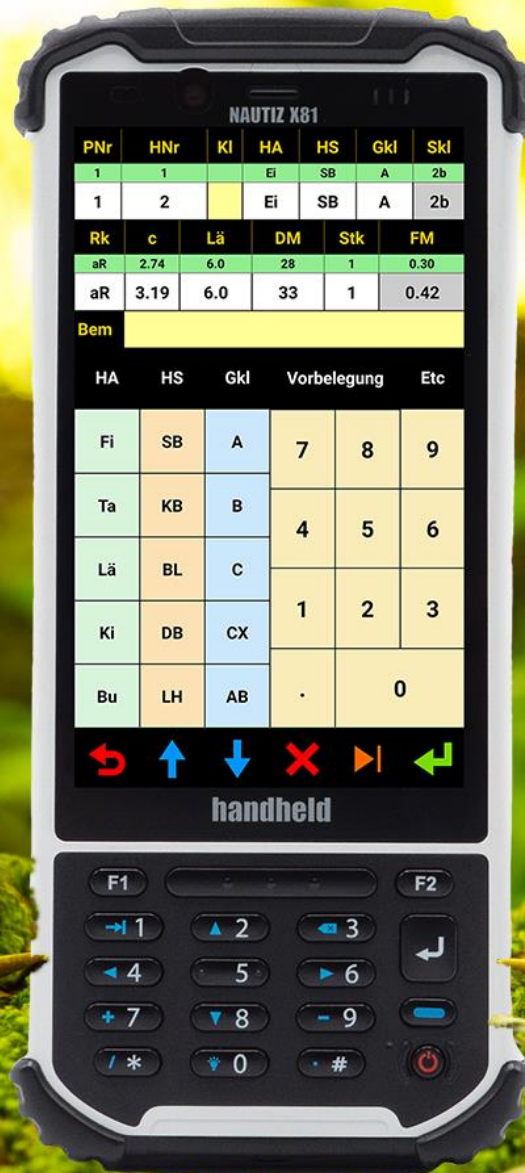 NAUTIZ X81
PNr HNr Kl HA HS Gkl Skl
1 1 Ei SB A 2b
1 2 Ei SB A 2b
Rk c Lä DM Stk FM
aR 2.74 6.0 28 1 0.30
aR 3.19 6.0 33 1 0.42
Bem
HA HS Gkl Vorbelegung Etc
Fi SB A 7 8 9
Ta KB B 4 5 6
Lä BL C
Ki DB CX 1 2 3
Bu LH AB . 0
handheld
F1 F2
1 2 3
4 5 6
+ 7 8 - 9
/ * 0 . #